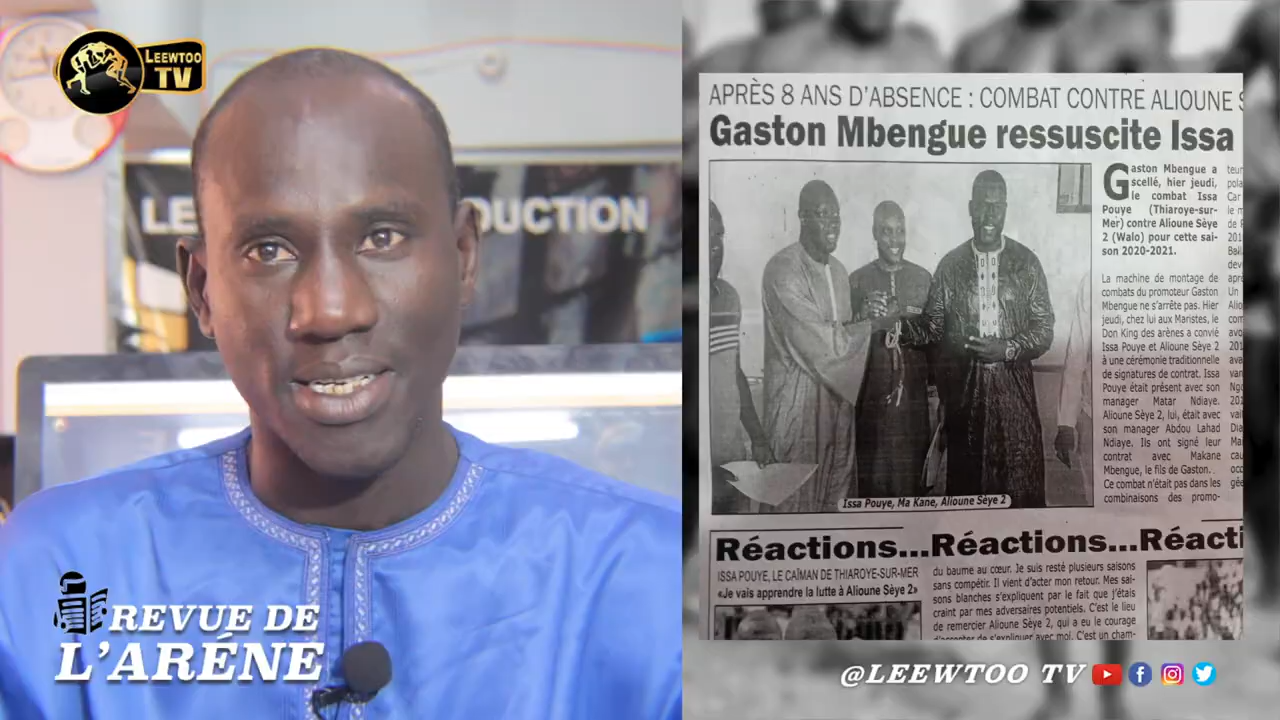 LEEWTOO
TV
LE
DUCTION
REVUE DE
L'ARÉNE
APRÈS 8 ANS D'ABSENCE : COMBAT CONTRE ALIOUNE S
Gaston Mbengue ressuscite Issa
Gaston Mbengue a
scellé, hier jeudi,
le combat Issa
Pouye (Thiaroye-sur-
Mer) contre Alioune Sèye
2 (Walo) pour cette sai-
son 2020-2021.
La machine de montage de
combats du promoteur Gaston
Mbengue ne s'arrête pas. Hier
jeudi, chez lui aux Maristes, le
Don King des arènes a convié
Issa Pouye et Alioune Sèye 2
à une cérémonie traditionnelle
de signatures de contrat. Issa
Pouye était présent avec son
manager Matar Ndiaye.
Alioune Sèye 2, lui, était avec
son manager Abdou Lahad
Ndiaye. Ils ont signé leur
contrat avec Makane
Mbengue, le fils de Gaston.
Ce combat n'était pas dans les
combinaisons des promo-
Issa Pouye, Ma Kane, Alioune Sèye 2
Réactions...Réactions...Réacti
ISSA POUYE, LE CAÏMAN DE THIAROYE-SUR-MER
«Je vais apprendre la lutte à Alioune Sèye 2»
du baume au cœur. Je suis resté plusieurs saisons
sans compétir. Il vient d'acter mon retour. Mes sai-
sons blanches s'expliquent par le fait que j'étais
craint par mes adversaires potentiels. C'est le lieu
de remercier Alioune Sèye 2, qui a eu le courage
d'accepter de s'expliquer avec moi. C'est un cham-
@LEEWTOO TV